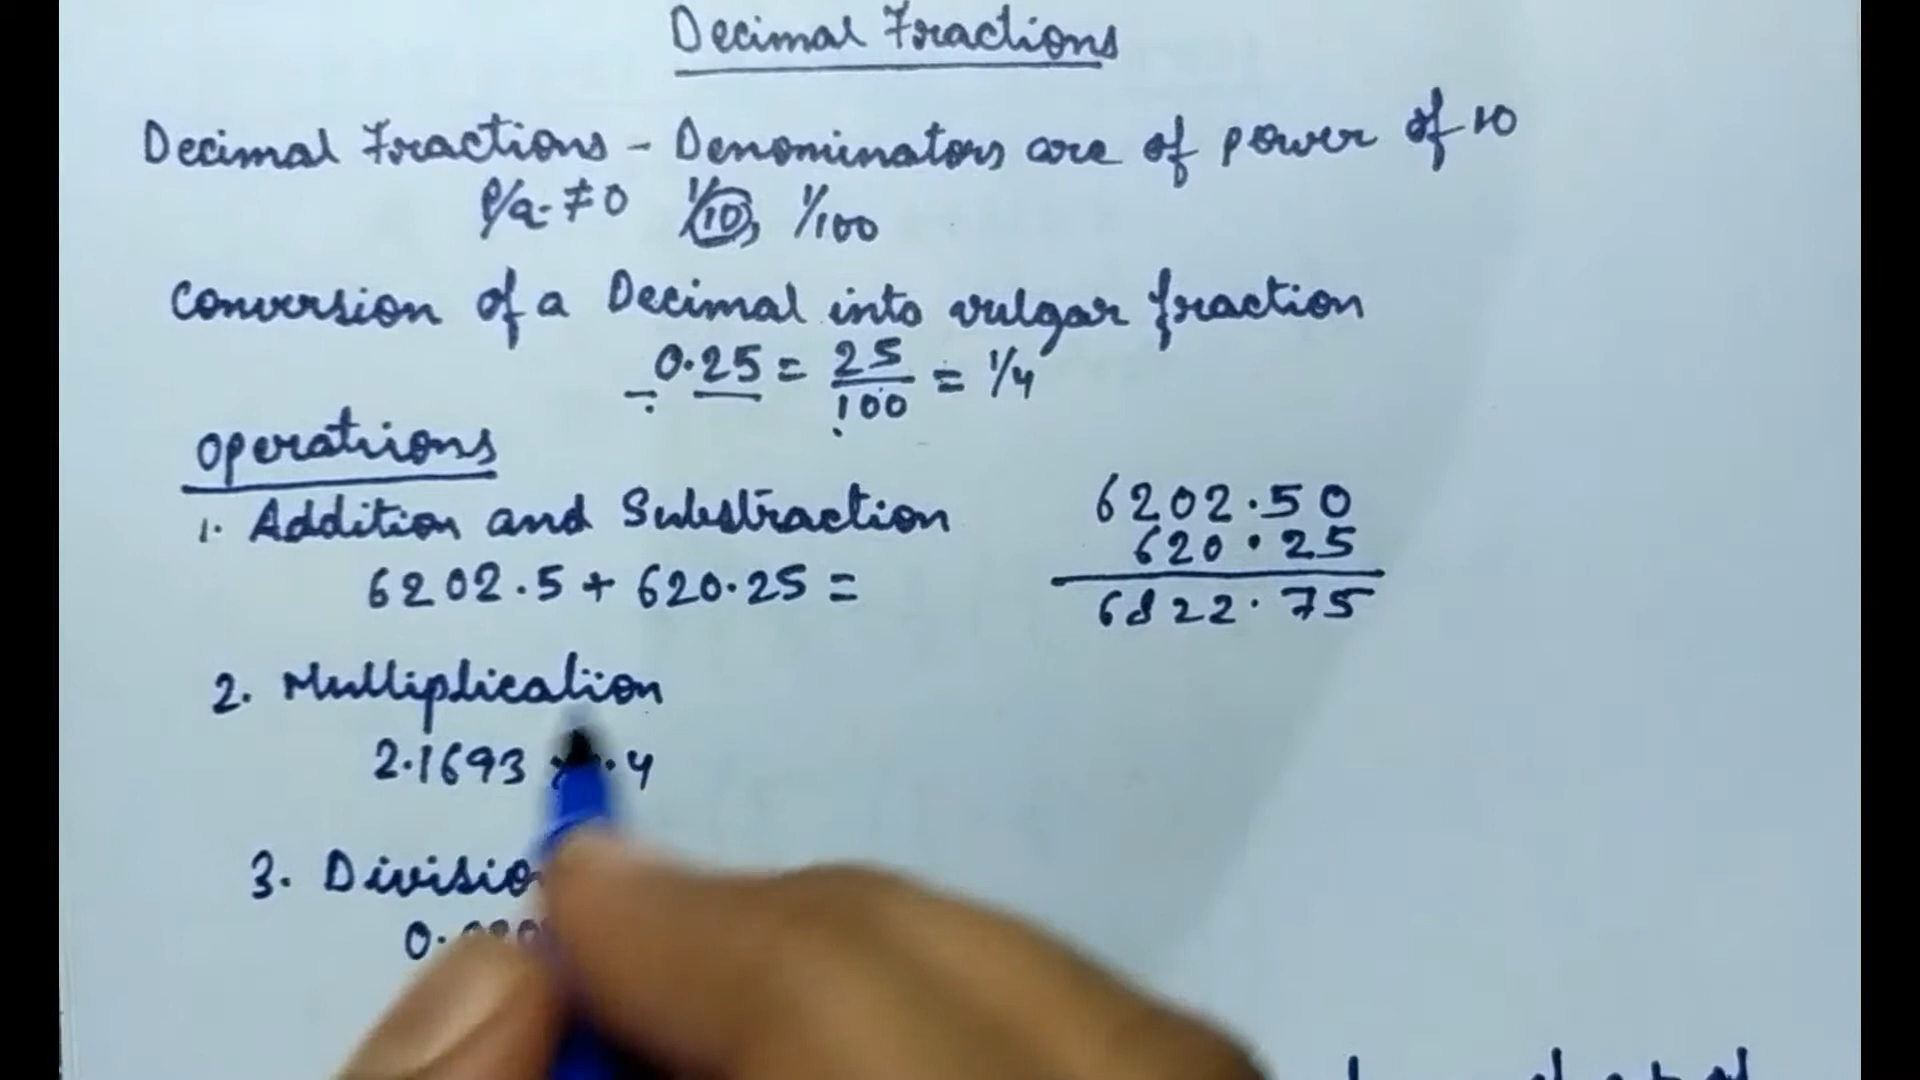 Decimal Fractions
Decimal Fractions - Denominators are of power of 10
P/q ≠ 0 1/10, 1/100
Conversion of a Decimal into vulgar fraction
0.25 = 25/100 = 1/4
Operatiions
1. Addition and Substraction
6202.5 + 620.25 =
6202.50
620.25
6822.75
2. Multiplication
2.1693 .4
3. Divisio
0.